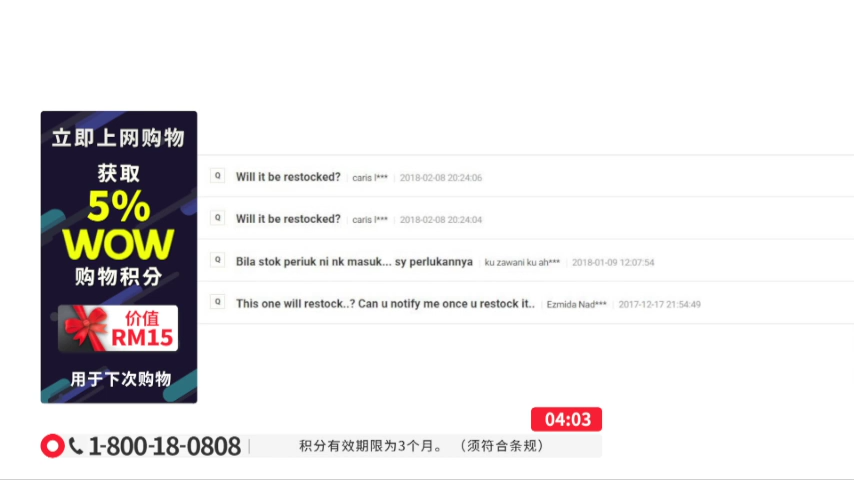 立即上网购物
获取
5%
WOW
购物积分
价值
RM15
用于下次购物
Q Will it be restocked? caris l*** 2018-02-08 20:24:06
Q Will it be restocked? caris l*** 2018-02-08 20:24:04
Q Bila stok periuk ni nk masuk... sy perlukannya ku zawani ku ah*** 2018-01-09 12:07:54
Q This one will restock..? Can u notify me once u restock it.. Ezmida Nad*** 2017-12-17 21:54:49
04:03
1-800-18-0808 积分有效期限为3个月。（须符合条规）